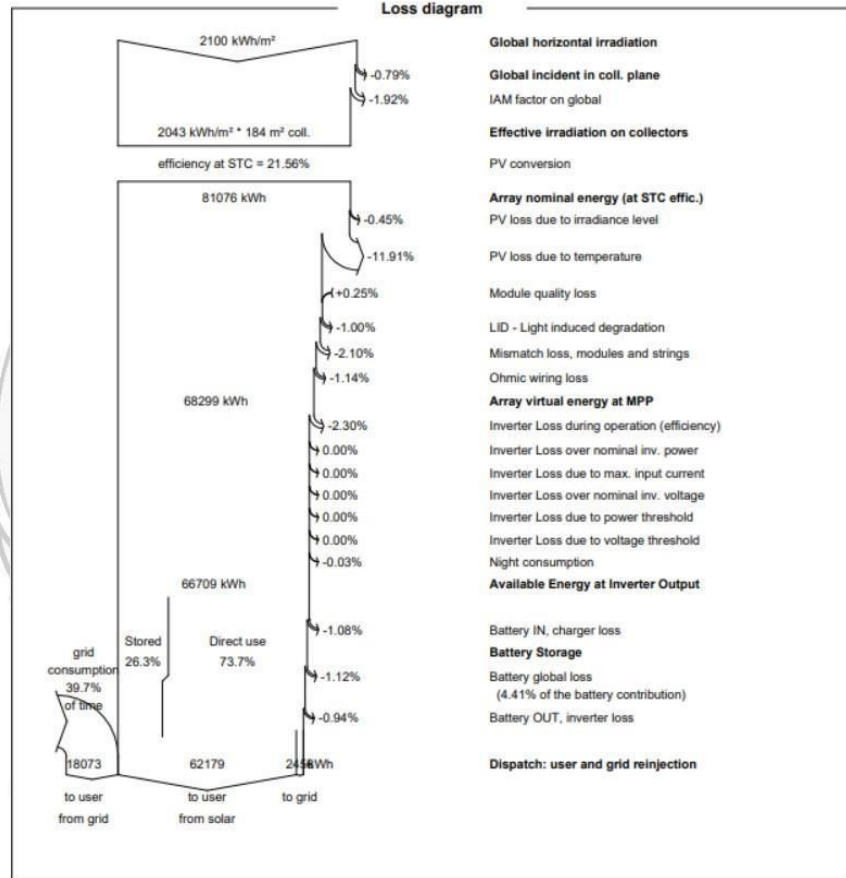 Loss diagram
2100 kWh/m² Global horizontal irradiation
-0.79% Global incident in coll. plane
-1.92% IAM factor on global
2043 kWh/m² * 184 m² coll. Effective irradiation on collectors
efficiency at STC = 21.56% PV conversion
81076 kWh Array nominal energy (at STC effic.)
-0.45% PV loss due to irradiance level
-11.91% PV loss due to temperature
+0.25% Module quality loss
-1.00% LID - Light induced degradation
-2.10% Mismatch loss, modules and strings
-1.14% Ohmic wiring loss
68299 kWh Array virtual energy at MPP
-2.30% Inverter Loss during operation (efficiency)
0.00% Inverter Loss over nominal inv. power
0.00% Inverter Loss due to max. input current
0.00% Inverter Loss over nominal inv. voltage
0.00% Inverter Loss due to power threshold
0.00% Inverter Loss due to voltage threshold
-0.03% Night consumption
66709 kWh Available Energy at Inverter Output
-1.08% Battery IN, charger loss
Stored Direct use Battery Storage
26.3% 73.7%
grid
consumption
39.7%
of time
-1.12% Battery global loss
(4.41% of the battery contribution)
-0.94% Battery OUT, inverter loss
18073 62179 kWh Dispatch: user and grid reinjection
to user to user to grid
from grid from solar